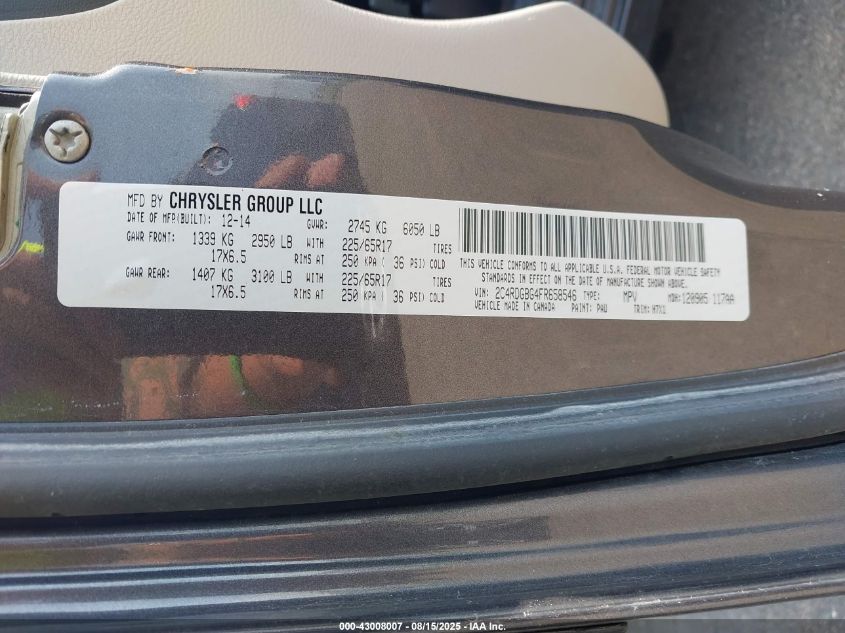 MFD BY CHRYSLER GROUP LLC
DATE OF MFR(BUILT): 12-14 GVWR: 2745 KG 6050 LB
GAWR FRONT: 1339 KG 2950 LB WITH 225/65R17 TIRES
17X6.5 RIMS AT 250 KPA ( 36 PSI) COLD
GAWR REAR: 1407 KG 3100 LB WITH 225/65R17 TIRES
17X6.5 RIMS AT 250 KPA ( 36 PSI) COLD
THIS VEHICLE CONFORMS TO ALL APPLICABLE U.S.A. FEDERAL MOTOR VEHICLE SAFETY
STANDARDS IN EFFECT ON THE DATE OF MANUFACTURE SHOWN ABOVE.
VIN: 2C4RDGBG4FR658546 TYPE: MPV MDH: 120905 117AA
VEHICLE MADE IN CANADA PAINT: PAU TRIM:
000-43008007 - 08/15/2025 - IAA Inc.